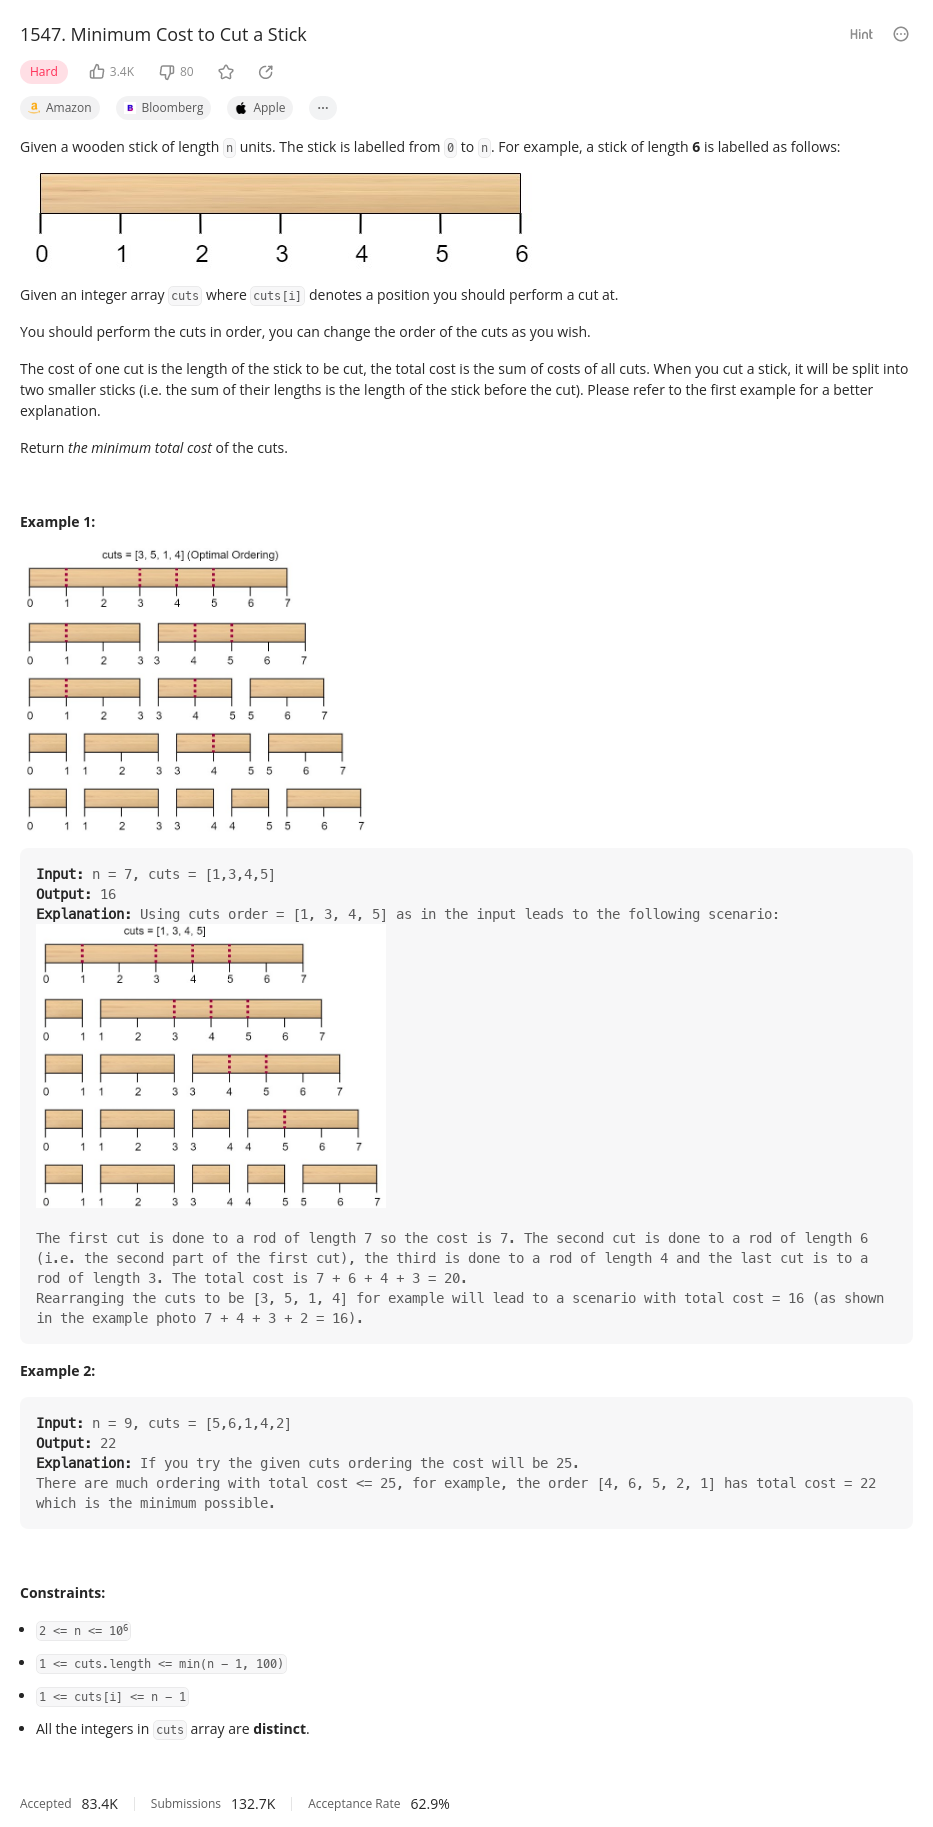 1547. Minimum Cost to Cut a Stick
Hint
Hard 3.4K 80
Amazon Bloomberg Apple ...
Given a wooden stick of length n units. The stick is labelled from 0 to n. For example, a stick of length 6 is labelled as follows:
0 1 2 3 4 5 6
Given an integer array cuts where cuts[i] denotes a position you should perform a cut at.
You should perform the cuts in order, you can change the order of the cuts as you wish.
The cost of one cut is the length of the stick to be cut, the total cost is the sum of costs of all cuts. When you cut a stick, it will be split into
two smaller sticks (i.e. the sum of their lengths is the length of the stick before the cut). Please refer to the first example for a better
explanation.
Return the minimum total cost of the cuts.
Example 1:
cuts = [3, 5, 1, 4] (Optimal Ordering)
0 1 2 3 4 5 6 7
0 1 2 3 3 4 5 6 7
0 1 2 3 3 4 5 5 6 7
0 1 1 2 3 3 4 5 5 6 7
0 1 1 2 3 3 4 4 5 5 6 7
Input: n = 7, cuts = [1,3,4,5]
Output: 16
Explanation: Using cuts order = [1, 3, 4, 5] as in the input leads to the following scenario:
cuts = [1, 3, 4, 5]
0 1 2 3 4 5 6 7
0 1 1 2 3 4 5 6 7
0 1 1 2 3 3 4 5 6 7
0 1 1 2 3 3 4 4 5 6 7
0 1 1 2 3 3 4 4 5 5 6 7
The first cut is done to a rod of length 7 so the cost is 7. The second cut is done to a rod of length 6
(i.e. the second part of the first cut), the third is done to a rod of length 4 and the last cut is to a
rod of length 3. The total cost is 7 + 6 + 4 + 3 = 20.
Rearranging the cuts to be [3, 5, 1, 4] for example will lead to a scenario with total cost = 16 (as shown
in the example photo 7 + 4 + 3 + 2 = 16).
Example 2:
Input: n = 9, cuts = [5,6,1,4,2]
Output: 22
Explanation: If you try the given cuts ordering the cost will be 25.
There are much ordering with total cost <= 25, for example, the order [4, 6, 5, 2, 1] has total cost = 22
which is the minimum possible.
Constraints:
• 2 <= n <= 10⁶
• 1 <= cuts.length <= min(n - 1, 100)
• 1 <= cuts[i] <= n - 1
• All the integers in cuts array are distinct.
Accepted 83.4K Submissions 132.7K Acceptance Rate 62.9%